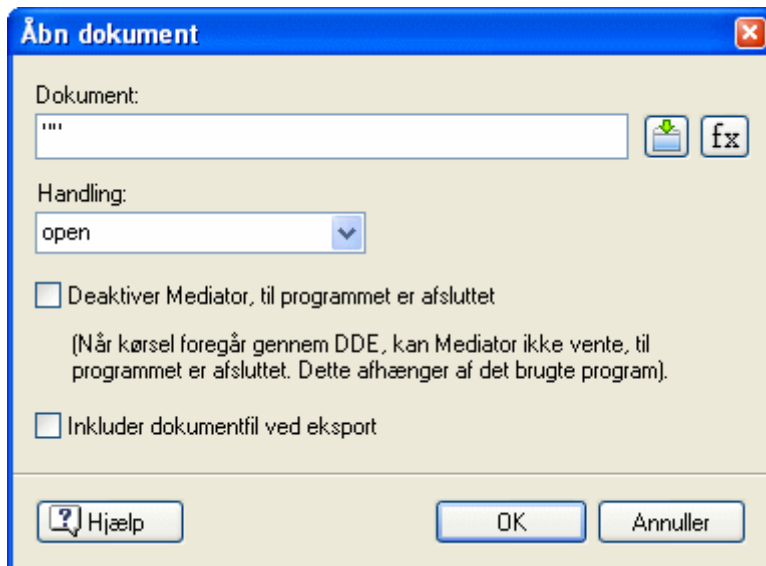 Åbn dokument
Dokument:
""
fx
Handling:
open
Deaktiver Mediator, til programmet er afsluttet
(Når kørsel foregår gennem DDE, kan Mediator ikke vente, til
programmet er afsluttet. Dette afhænger af det brugte program).
Inkluder dokumentfil ved eksport
Hjælp
OK
Annuller